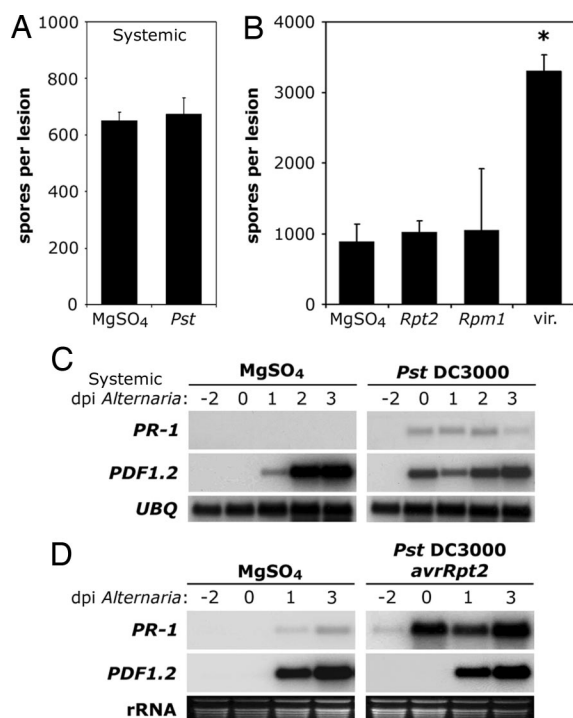 A
Systemic
spores per lesion
1000
800
600
400
200
0
MgSO4
Pst
B
*
spores per lesion
4000
3000
2000
1000
0
MgSO4
Rpt2
Rpm1
vir.
C
Systemic
MgSO4
Pst DC3000
dpi Alternaria: -2 0 1 2 3 -2 0 1 2 3
PR-1
PDF1.2
UBQ
D
MgSO4
Pst DC3000
avrRpt2
dpi Alternaria: -2 0 1 3 -2 0 1 3
PR-1
PDF1.2
rRNA